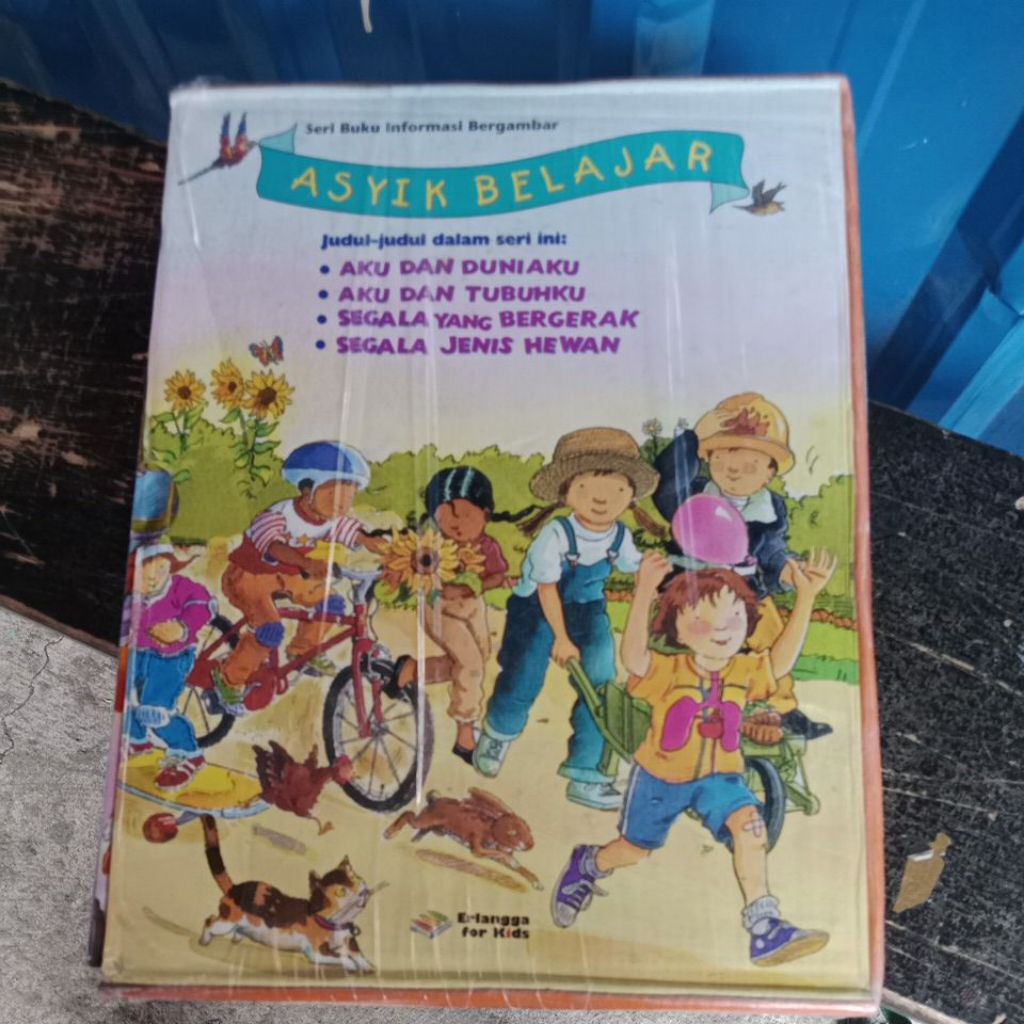 Seri Buku Informasi Bergambar
ASYIK BELAJAR
Judul-judul dalam seri ini:
• AKU DAN DUNIAKU
• AKU DAN TUBUHKU
• SEGALA YANG BERGERAK
• SEGALA JENIS HEWAN
Erlangga
for Kids